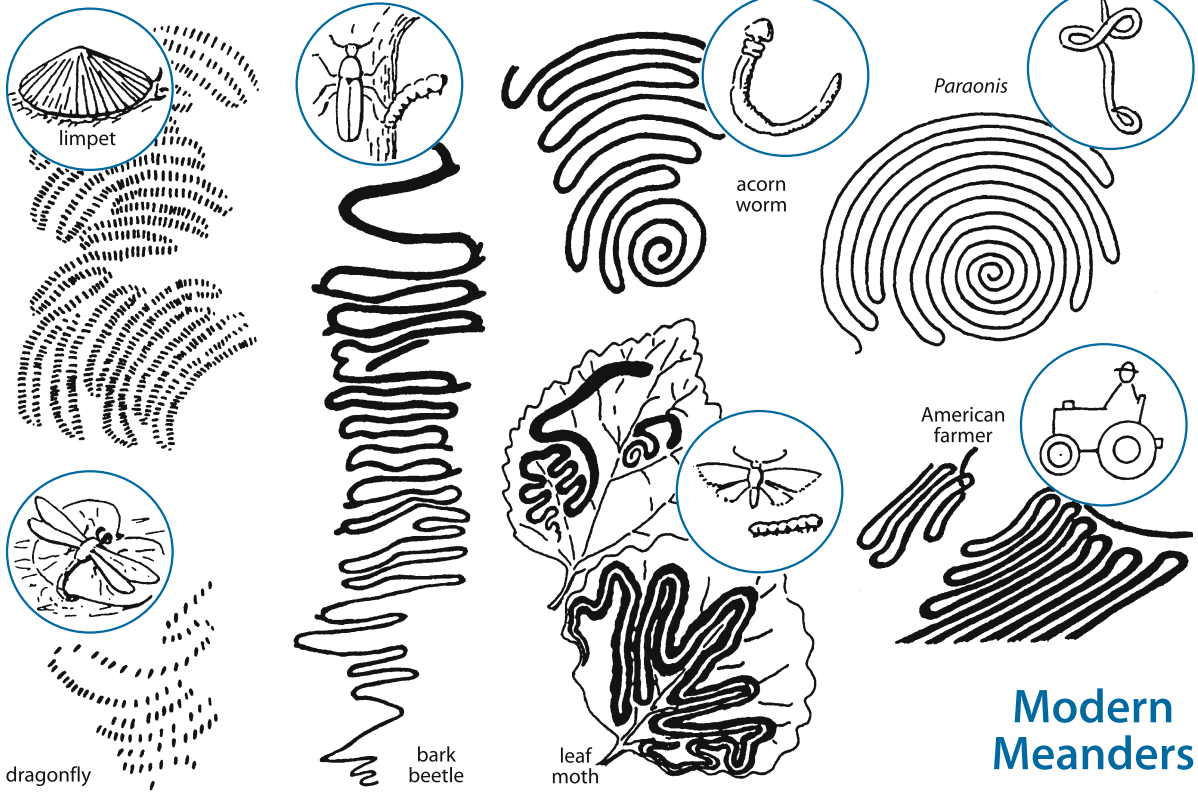 limpet
Paraonis
acorn
worm
American
farmer
dragonfly
bark
beetle
leaf
moth
Modern
Meanders